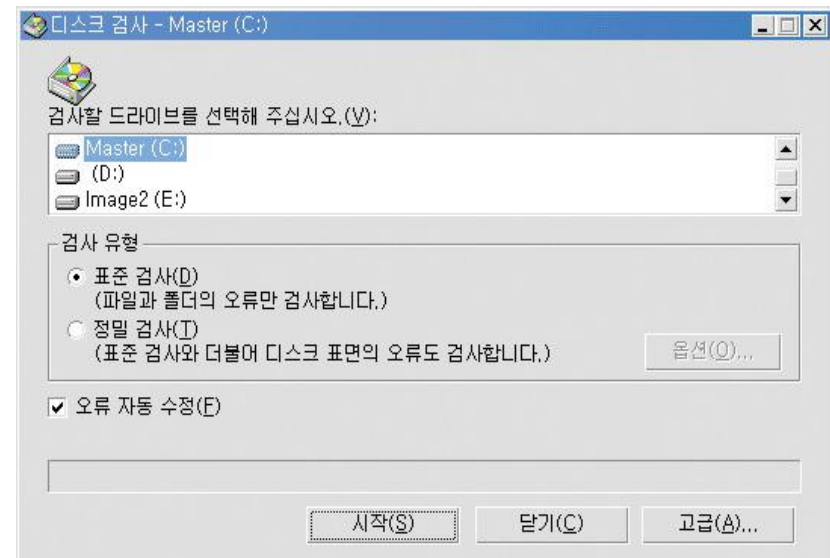 디스크 검사 - Master (C:)
검사할 드라이브를 선택해 주십시오.(V):
Master (C:)
(D:)
Image2 (E:)
검사 유형
표준 검사(D)
(파일과 폴더의 오류만 검사합니다.)
정밀 검사(T)
(표준 검사와 더불어 디스크 표면의 오류도 검사합니다.)
옵션(O)...
오류 자동 수정(F)
시작(S)
닫기(C)
고급(A)...